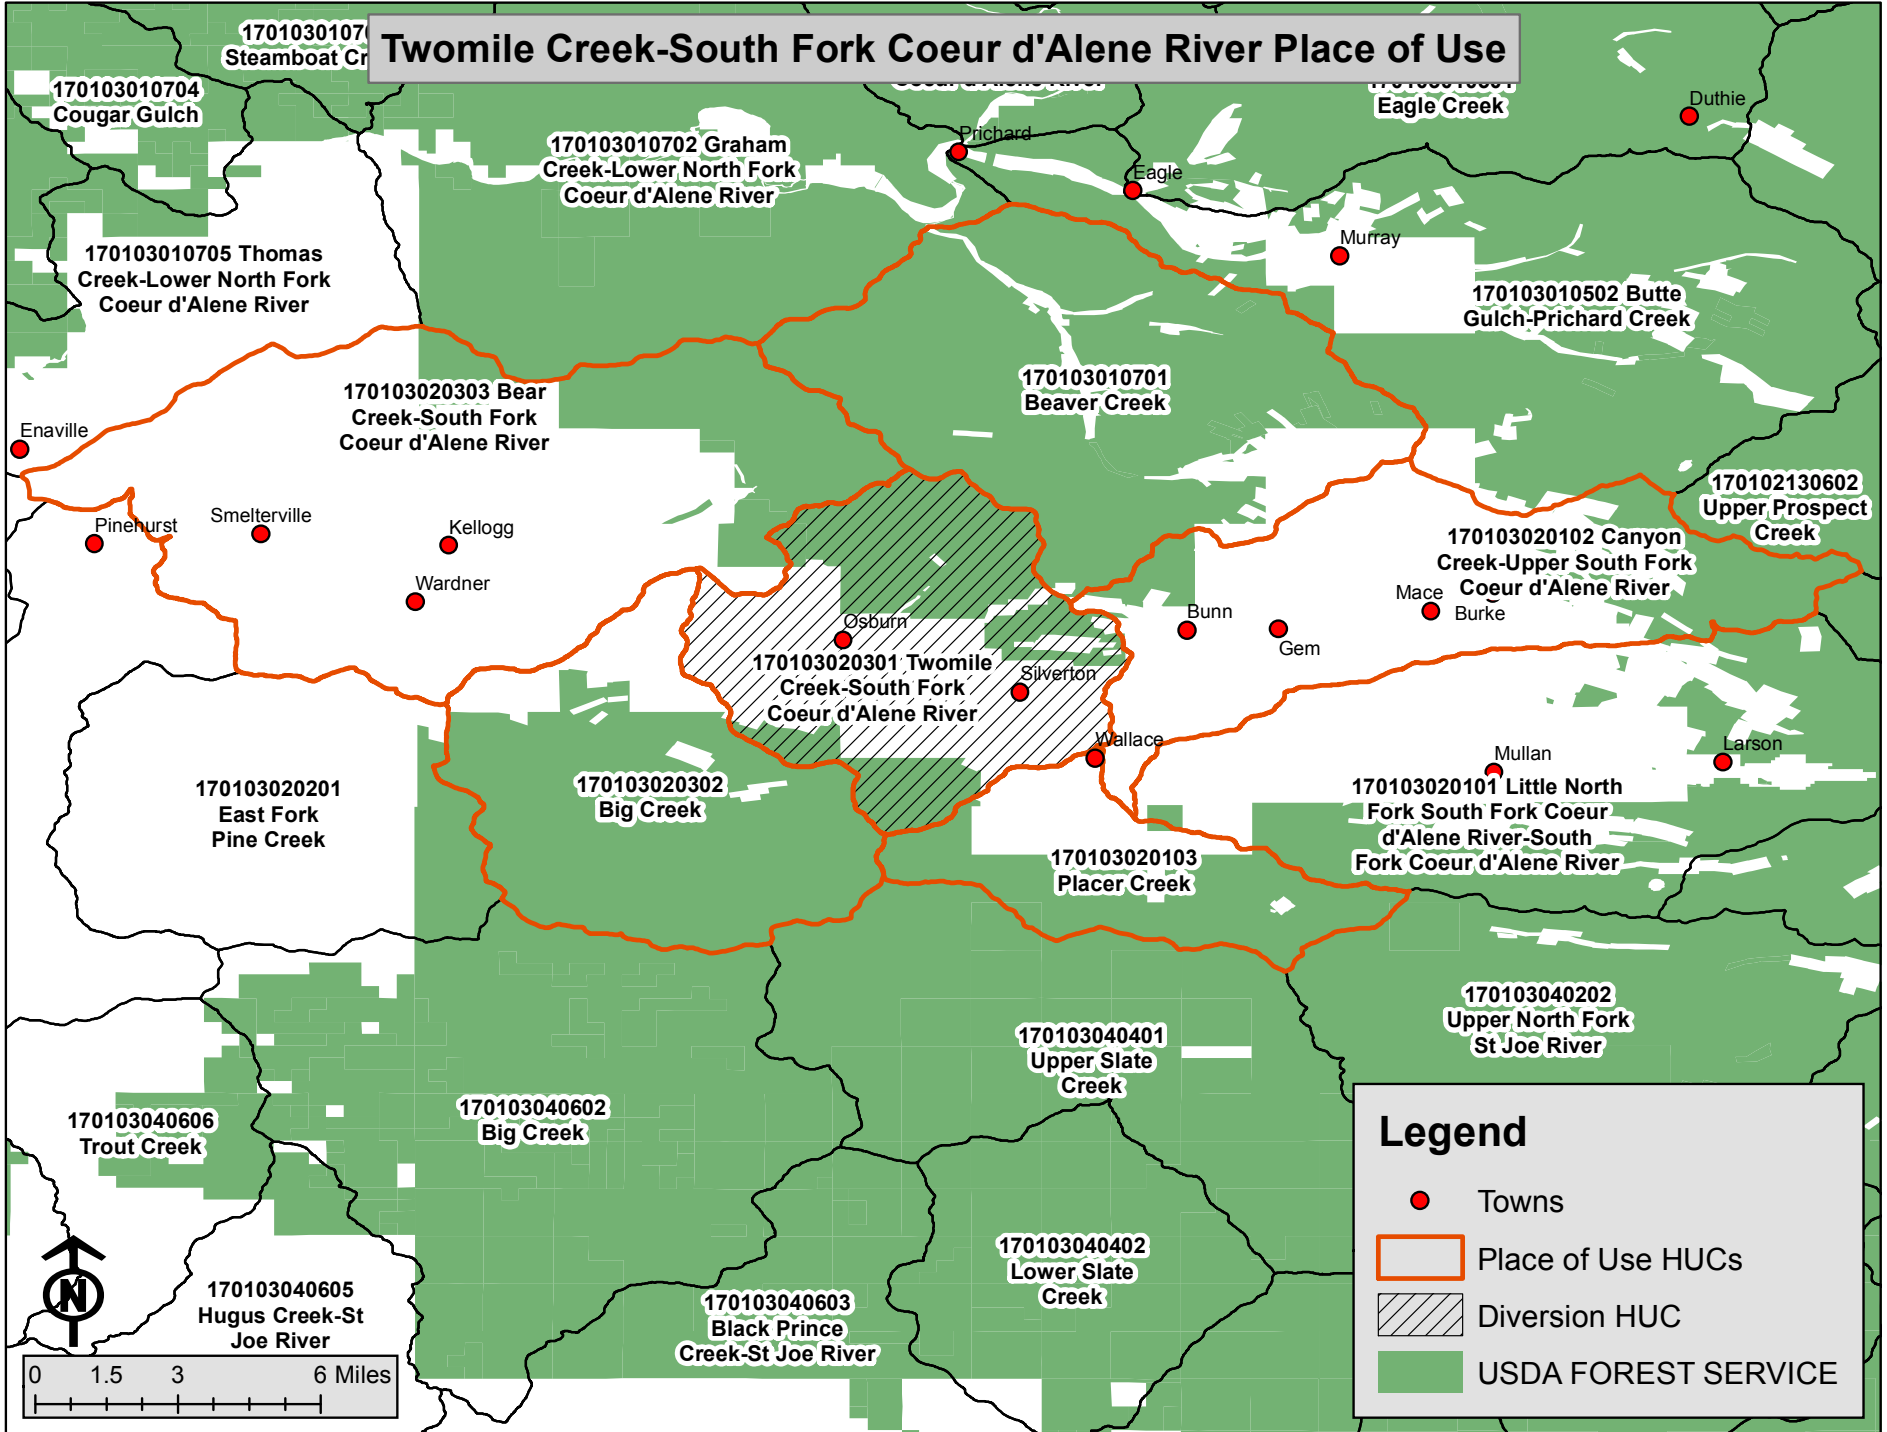 Twomile Creek-South Fork Coeur d'Alene River Place of Use
Steamboat
170103010704
Cougar Gulch
Eagle Creek
Duthie
Prichard
170103010702 Graham
Creek-Lower North Fork
Coeur d'Alene River
Eagle
Murray
170103010705 Thomas
Creek-Lower North Fork
Coeur d'Alene River
170103010502 Butte
Gulch-Prichard Creek
170103010701
Beaver Creek
170103020303 Bear
Creek-South Fork
Coeur d'Alene River
Enaville
Pinehurst
Smelterville
Kellogg
Wardner
170102130602
Upper Prospect
Creek
170103020102 Canyon
Creek-Upper South Fork
Coeur d'Alene River
Mace
Burke
Bunn
Gem
Osburn
170103020301 Twomile
Creek-South Fork
Coeur d'Alene River
Silverton
Wallace
Mullan
Larson
170103020101 Little North
Fork South Fork Coeur
d'Alene River-South
Fork Coeur d'Alene River
170103020201
East Fork
Pine Creek
170103020302
Big Creek
170103020103
Placer Creek
170103040202
Upper North Fork
St Joe River
170103040401
Upper Slate
Creek
170103040606
Trout Creek
170103040602
Big Creek
170103040402
Lower Slate
Creek
170103040605
Hugus Creek-St
Joe River
170103040603
Black Prince
Creek-St Joe River
N
0 1.5 3 6 Miles
Legend
Towns
Place of Use HUCs
Diversion HUC
USDA FOREST SERVICE